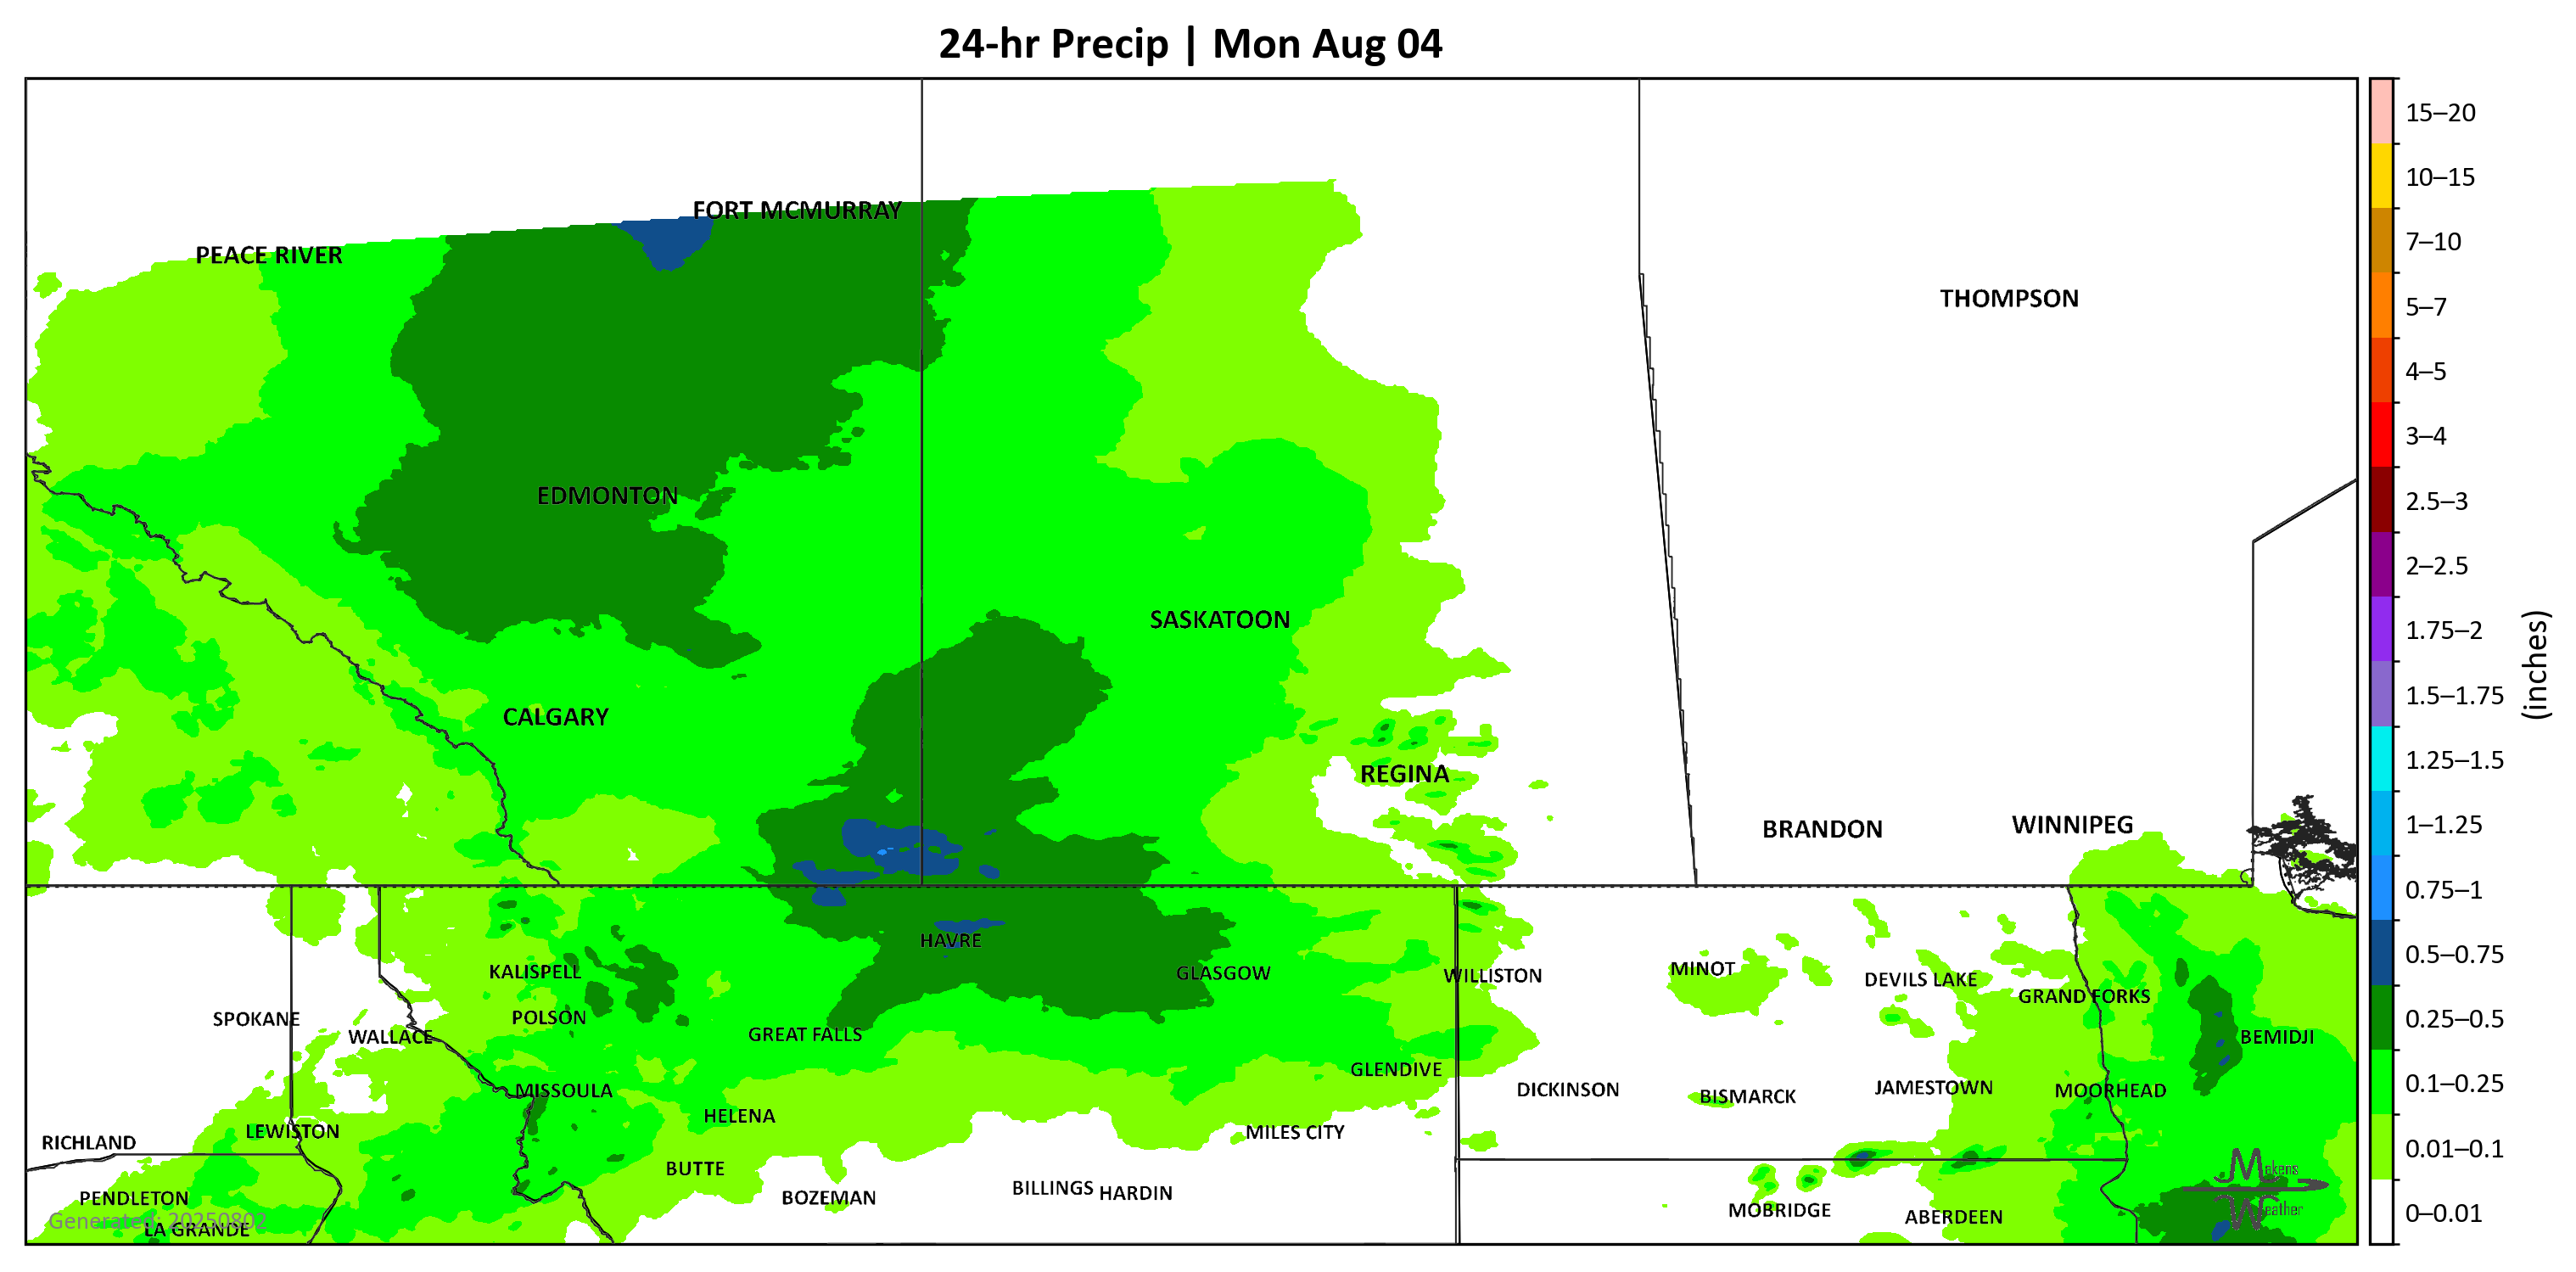 24-hr Precip | Mon Aug 04
FORT MCMURRAY
PEACE RIVER
THOMPSON
EDMONTON
SASKATOON
CALGARY
REGINA
BRANDON
WINNIPEG
HAVRE
KALISPELL
GLASGOW
WILLISTON
MINOT
DEVILS LAKE
GRAND FORKS
SPOKANE
POLSON
WALLACE
GREAT FALLS
BEMIDJI
GLENDIVE
MISSOULA
DICKINSON
BISMARCK
JAMESTOWN
MOORHEAD
HELENA
LEWISTON
MILES CITY
RICHLAND
BUTTE
PENDLETON
BOZEMAN
BILLINGS
HARDIN
MOBRIDGE
ABERDEEN
Generated: 20250802
LA GRANDE
Makens
Weather
15–20
10–15
7–10
5–7
4–5
3–4
2.5–3
2–2.5
1.75–2
1.5–1.75
1.25–1.5
1–1.25
0.75–1
0.5–0.75
0.25–0.5
0.1–0.25
0.01–0.1
0–0.01
(inches)